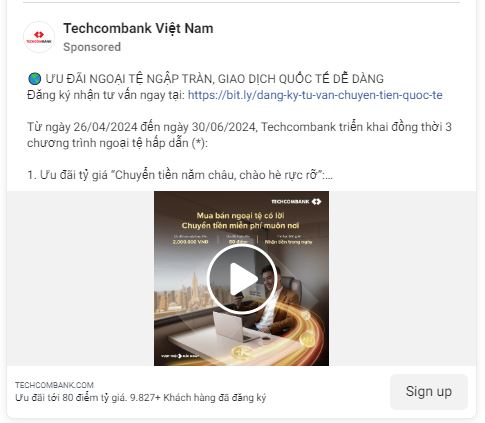 Techcombank Việt Nam
Sponsored
TECHCOMBANK
ƯU ĐÃI NGOẠI TỆ NGẬP TRÀN, GIAO DỊCH QUỐC TẾ DỄ DÀNG
Đăng ký nhận tư vấn ngay tại: https://bit.ly/dang-ky-tu-van-chuyen-tien-quoc-te
Từ ngày 26/04/2024 đến ngày 30/06/2024, Techcombank triển khai đồng thời 3
chương trình ngoại tệ hấp dẫn (*):
1. Ưu đãi tỷ giá “Chuyển tiền năm châu, chào hè rực rỡ”:...
TECHCOMBANK
Mua bán ngoại tệ có lời
Chuyển tiền miễn phí muôn nơi
2,000,000 VNĐ
80 điểm
Nhận tiền trong ngày
TECHCOMBANK.COM
Ưu đãi tới 80 điểm tỷ giá. 9.827+ Khách hàng đã đăng ký
Sign up